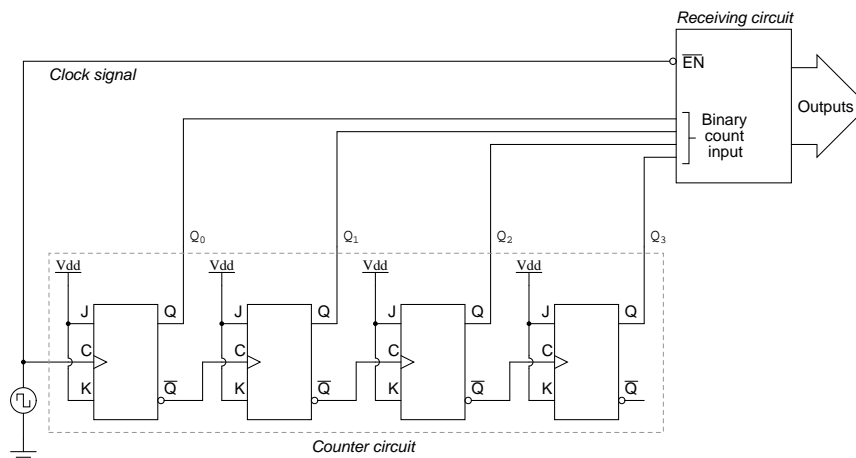 Receiving circuit
Clock signal
EN
Outputs
Binary
count
input
Q0 Q1 Q2 Q3
Vdd Vdd Vdd Vdd
J Q J Q J Q J Q
C C C C
K Q K Q K Q K Q
Counter circuit